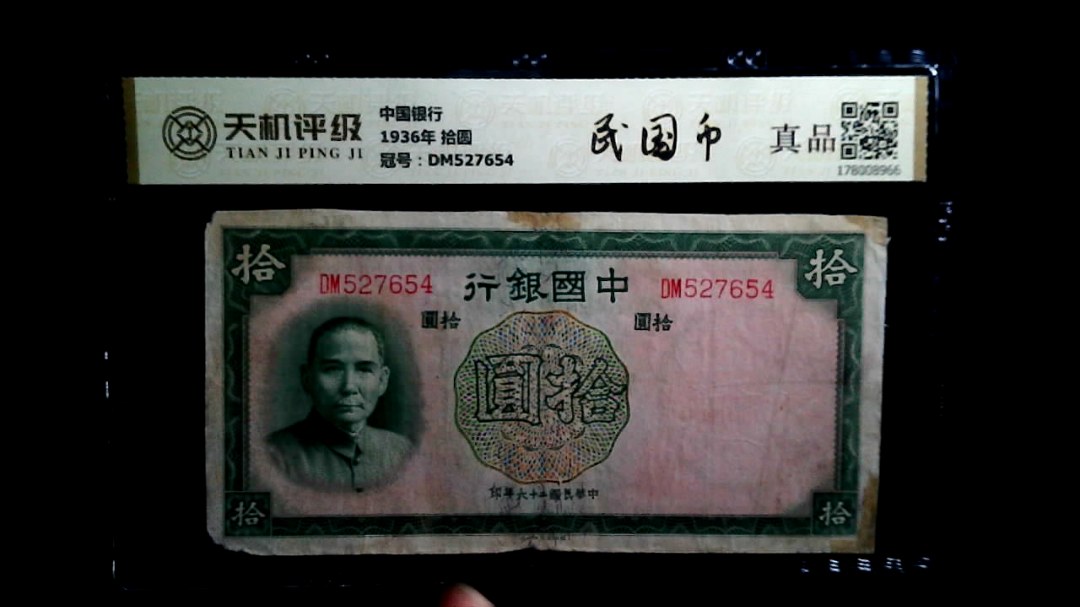 天机评级
TIAN JI PING JI
中国银行
1936年 拾圆
冠号：DM527654
民国币
真品
178008966
拾
拾
DM527654
行銀國中
DM527654
圓拾
圓拾
圓拾
印年六十二國民華中
拾
拾